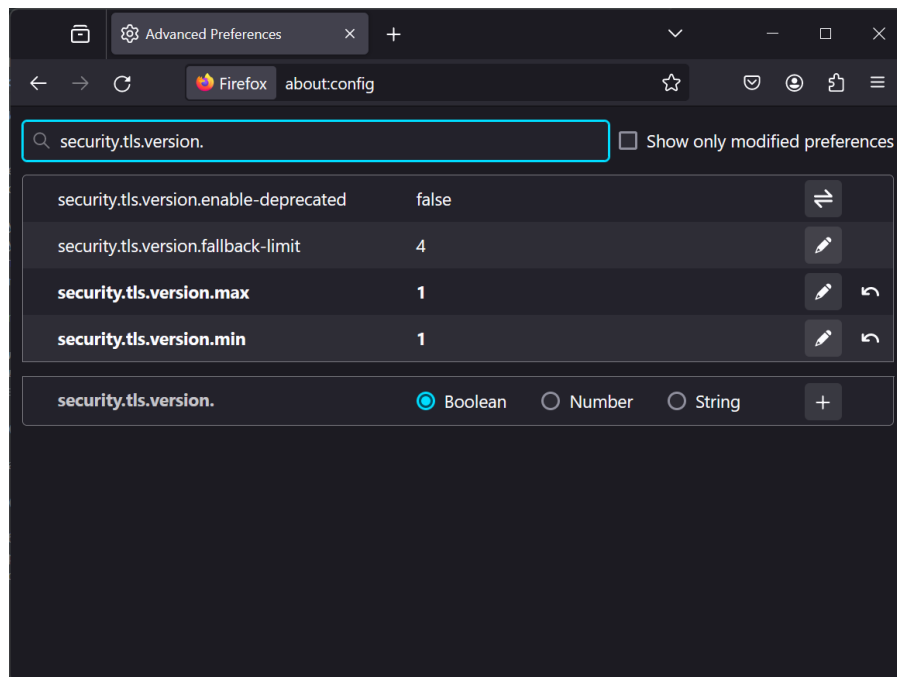 Advanced Preferences
Firefox about:config
security.tls.version. Show only modified preferences
security.tls.version.enable-deprecated false
security.tls.version.fallback-limit 4
security.tls.version.max 1
security.tls.version.min 1
security.tls.version. Boolean Number String